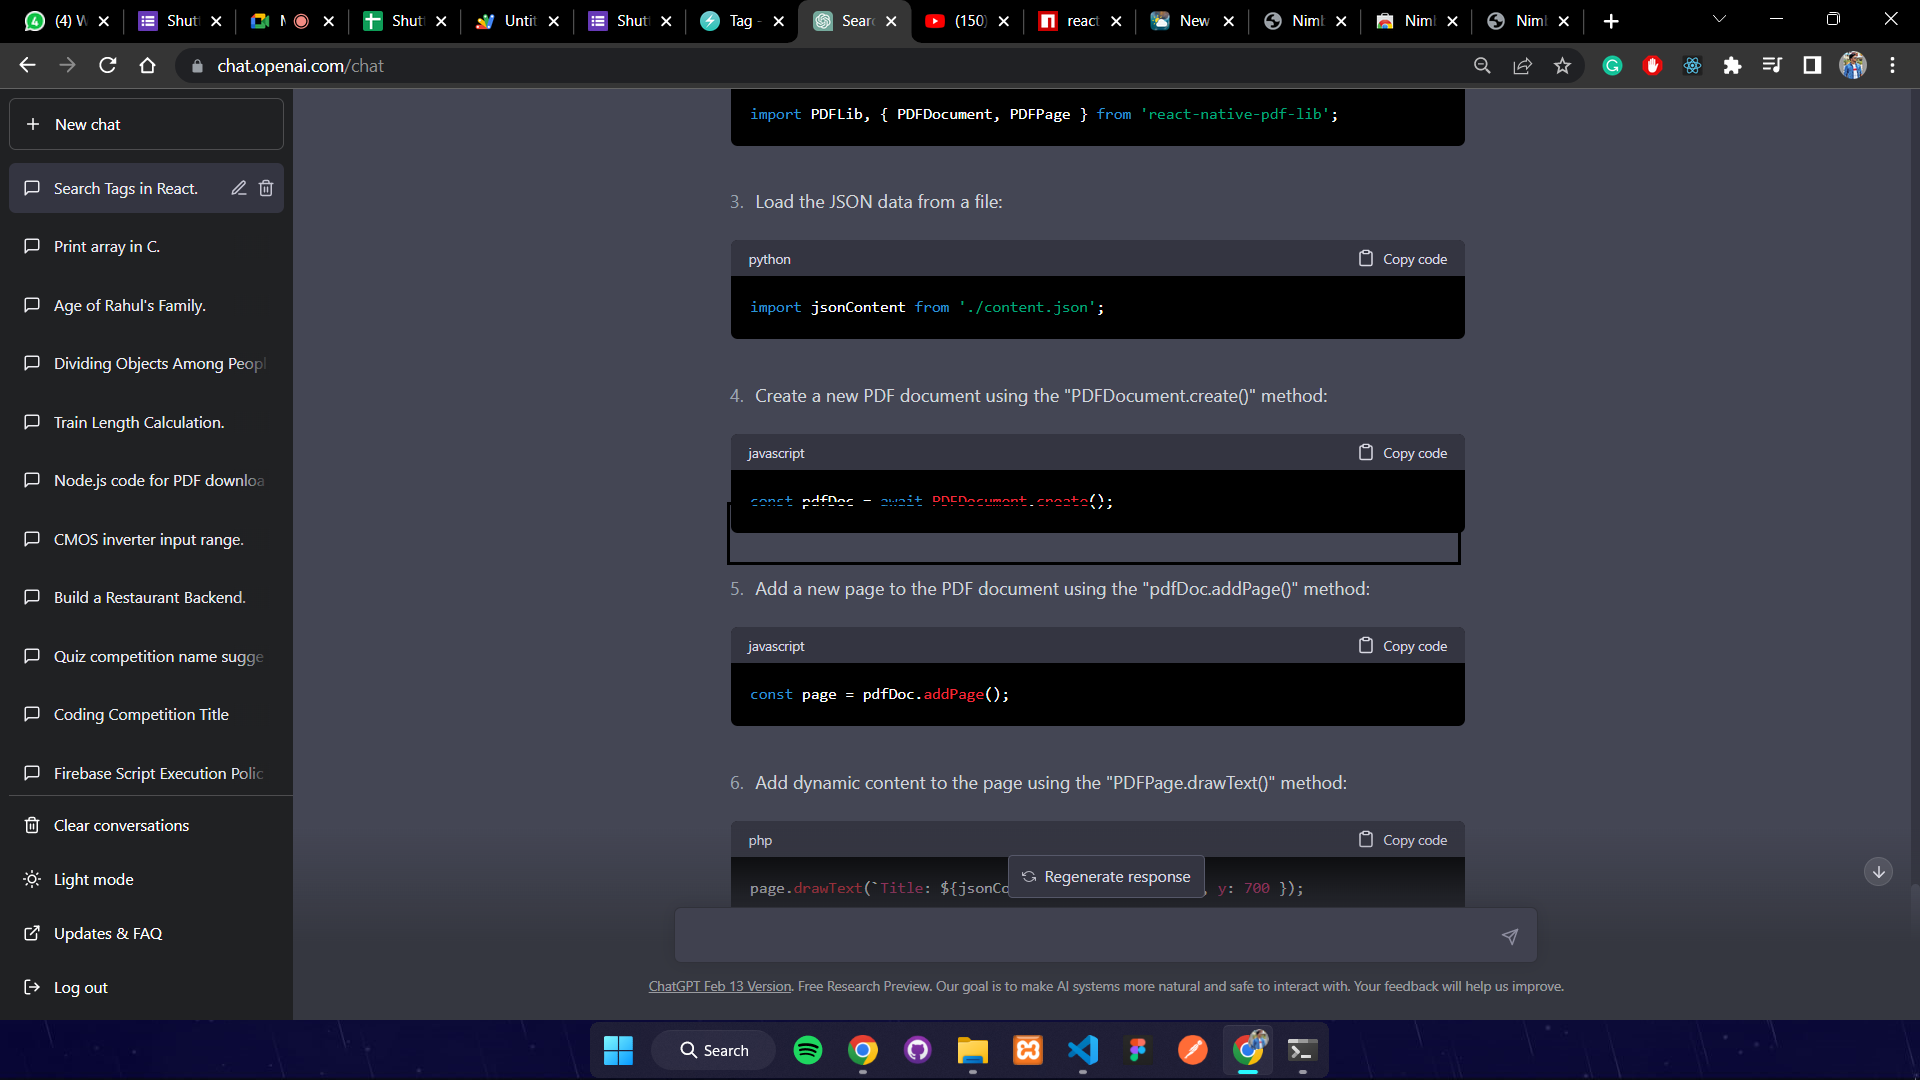 (4) W
Shut
M
Shut
Untit
Shut
Tag -
Sear
(150)
react
New
Nimb
Niml
Niml
chat.openai.com/chat
New chat
Search Tags in React.
Print array in C.
Age of Rahul's Family.
Dividing Objects Among Peopl
Train Length Calculation.
Node.js code for PDF downloa
CMOS inverter input range.
Build a Restaurant Backend.
Quiz competition name sugge
Coding Competition Title
Firebase Script Execution Polic
Clear conversations
Light mode
Updates & FAQ
Log out
import PDFLib, { PDFDocument, PDFPage } from 'react-native-pdf-lib';
3. Load the JSON data from a file:
python Copy code
import jsonContent from './content.json';
4. Create a new PDF document using the "PDFDocument.create()" method:
javascript Copy code
const pdfDoc = await PDFDocument.create();
5. Add a new page to the PDF document using the "pdfDoc.addPage()" method:
javascript Copy code
const page = pdfDoc.addPage();
6. Add dynamic content to the page using the "PDFPage.drawText()" method:
php Copy code
page.drawText(`Title: ${jsonCo , y: 700 });
Regenerate response
ChatGPT Feb 13 Version. Free Research Preview. Our goal is to make AI systems more natural and safe to interact with. Your feedback will help us improve.
Search